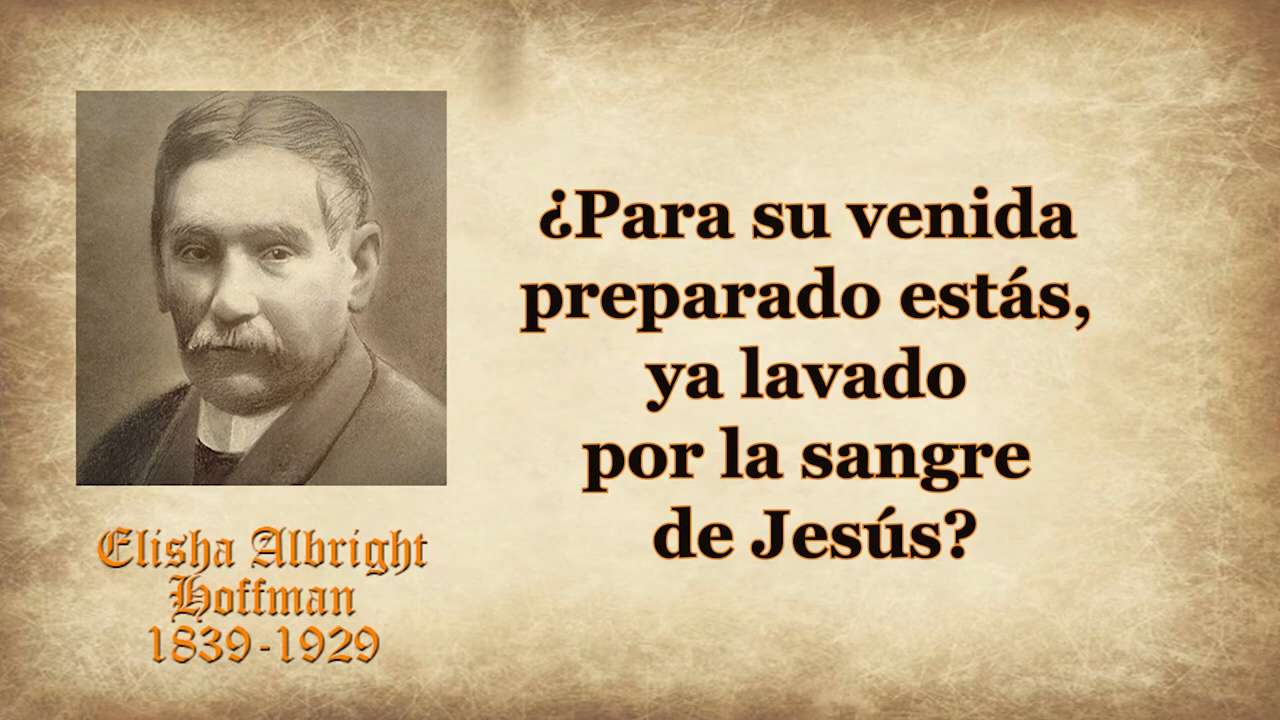 ¿Para su venida
preparado estás,
ya lavado
por la sangre
de Jesús?
Elisha Albright
Hoffman
1839-1929